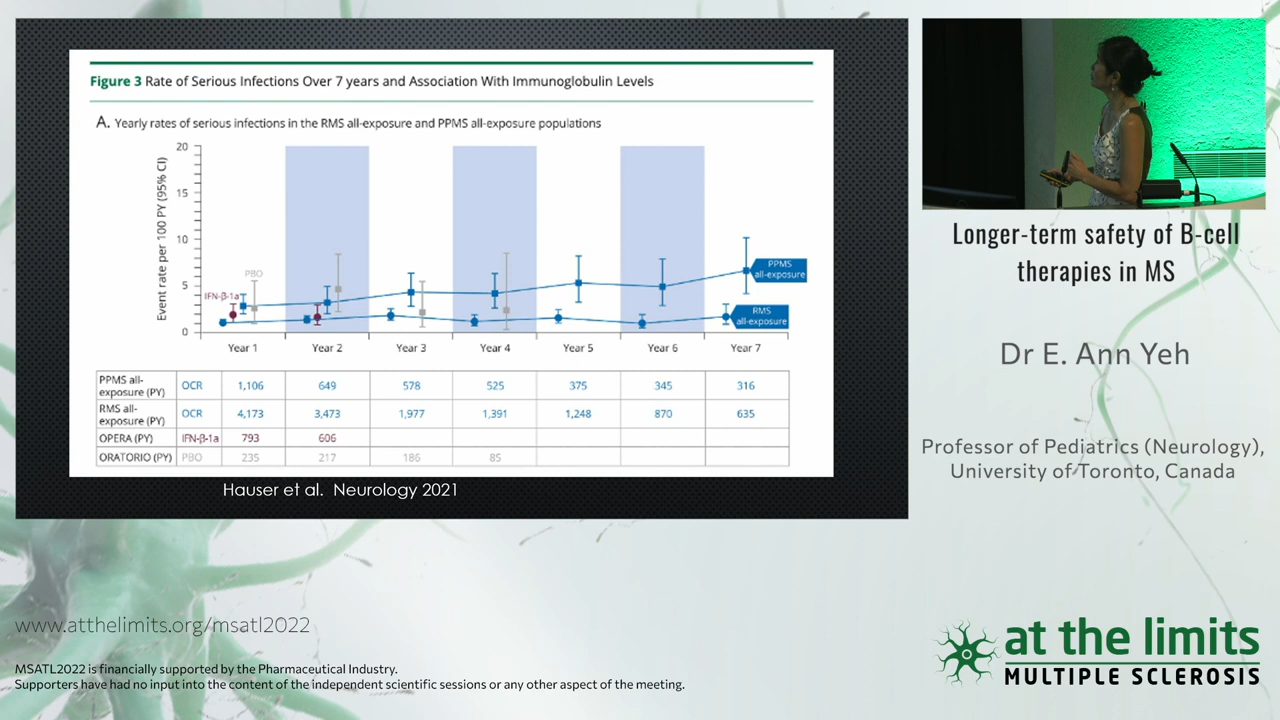 Figure 3 Rate of Serious Infections Over 7 years and Association With Immunoglobulin Levels
A. Yearly rates of serious infections in the RMS all-exposure and PPMS all-exposure populations
Event rate per 100 PY (95% CI)
20
15
10
5
0
IFN-β-1a
PBO
PPMS
all-exposure
RMS
all-exposure
Year 1 Year 2 Year 3 Year 4 Year 5 Year 6 Year 7
PPMS all-
exposure (PY) OCR 1,106 649 578 525 375 345 316
RMS all-
exposure (PY) OCR 4,173 3,473 1,977 1,391 1,248 870 635
OPERA (PY) IFN-β-1a 793 606
ORATORIO (PY) PBO 235 217 186 85
Hauser et al. Neurology 2021
Longer-term safety of B-cell
therapies in MS
Dr E. Ann Yeh
Professor of Pediatrics (Neurology),
University of Toronto, Canada
www.atthelimits.org/msatl2022
MSATL2022 is financially supported by the Pharmaceutical Industry.
Supporters have had no input into the content of the independent scientific sessions or any other aspect of the meeting.
at the limits
MULTIPLE SCLEROSIS